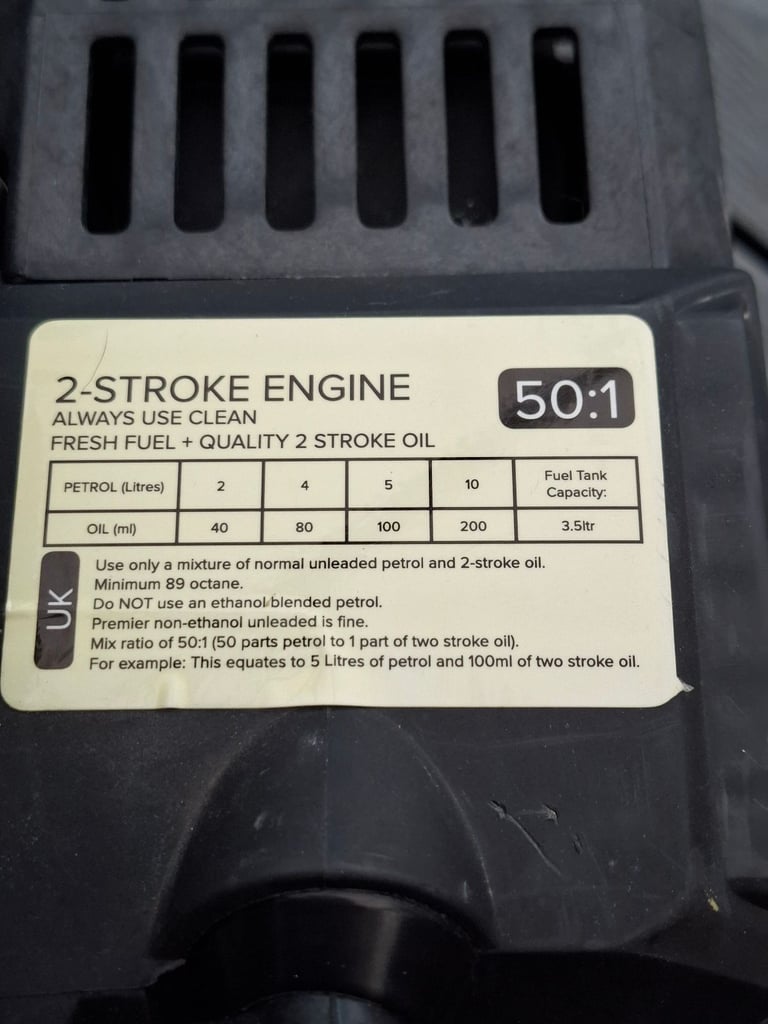 2-STROKE ENGINE
50:1
ALWAYS USE CLEAN
FRESH FUEL + QUALITY 2 STROKE OIL
PETROL (Litres) 2 4 5 10 Fuel Tank Capacity:
OIL (ml) 40 80 100 200 3.5ltr
UK
Use only a mixture of normal unleaded petrol and 2-stroke oil.
Minimum 89 octane.
Do NOT use an ethanol blended petrol.
Premier non-ethanol unleaded is fine.
Mix ratio of 50:1 (50 parts petrol to 1 part of two stroke oil).
For example: This equates to 5 Litres of petrol and 100ml of two stroke oil.